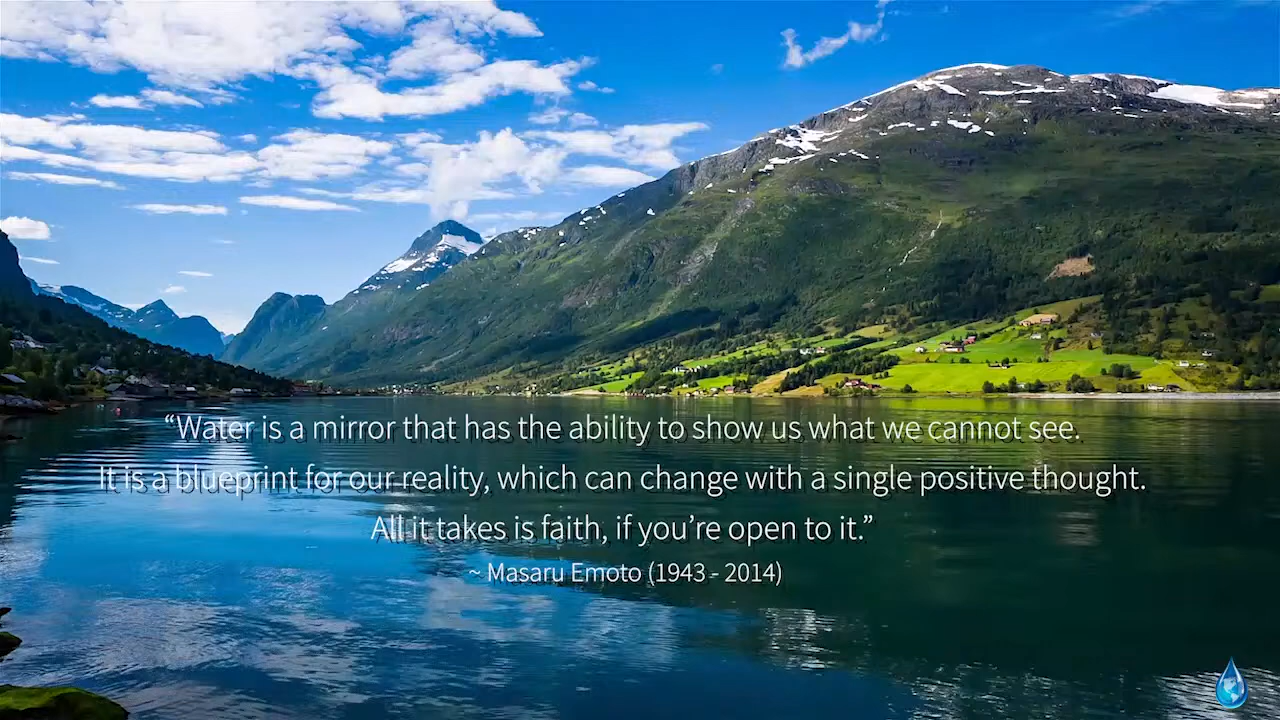 “Water is a mirror that has the ability to show us what we cannot see.
It is a blueprint for our reality, which can change with a single positive thought.
All it takes is faith, if you’re open to it.”
~ Masaru Emoto (1943 - 2014)